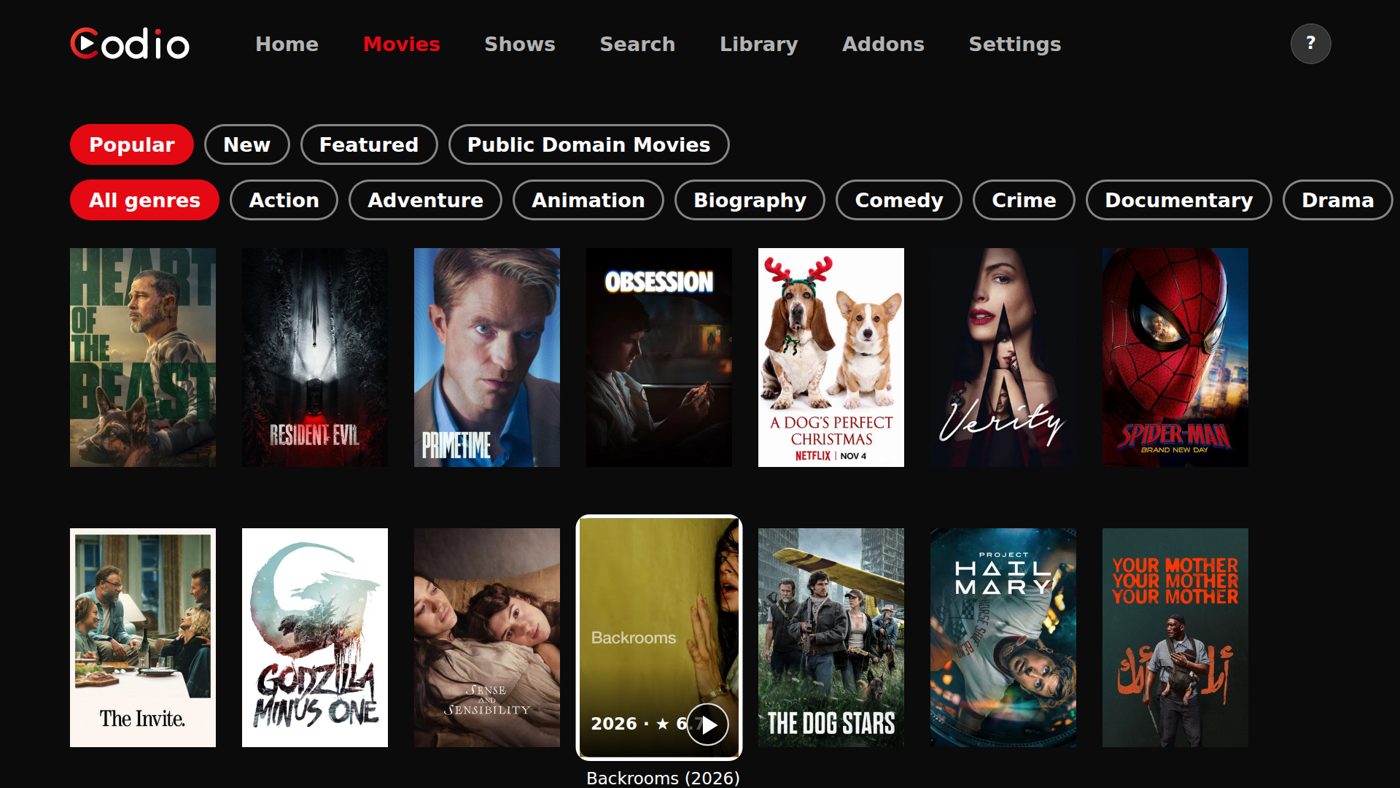 Codio
Home Movies Shows Search Library Addons Settings ?
Popular New Featured Public Domain Movies
All genres Action Adventure Animation Biography Comedy Crime Documentary Drama
HEART
OF
THE
BEAST
RESIDENT EVIL
PRIMETIME
OBSESSION
A DOG'S PERFECT
CHRISTMAS
NETFLIX | NOV 4
Verity
SPIDER-MAN
BRAND NEW DAY
The Invite.
GODZILLA
MINUS ONE
SENSE
AND
SENSIBILITY
Backrooms
2026 · ★ 6.
Backrooms (2026)
THE DOG STARS
PROJECT
HAIL
MARY
YOUR MOTHER
YOUR MOTHER
YOUR MOTHER